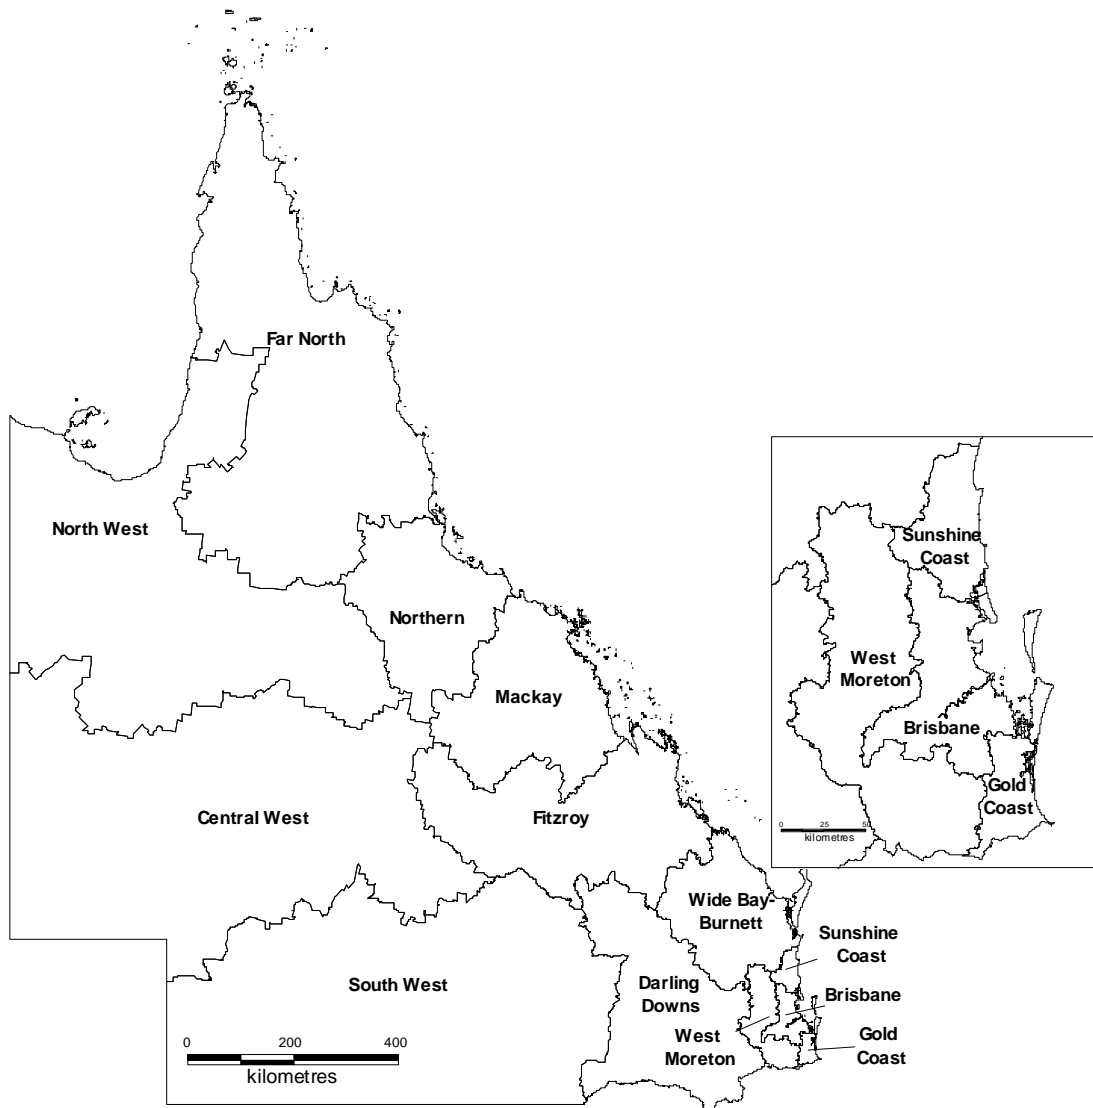 Far North
North West
Northern
Mackay
Central West
Fitzroy
Wide Bay-
Burnett
Sunshine
Coast
South West
Darling
Downs
Brisbane
West
Moreton
Gold
Coast
0 200 400
kilometres
Sunshine
Coast
West
Moreton
Brisbane
Gold
Coast
0 25 50
kilometres